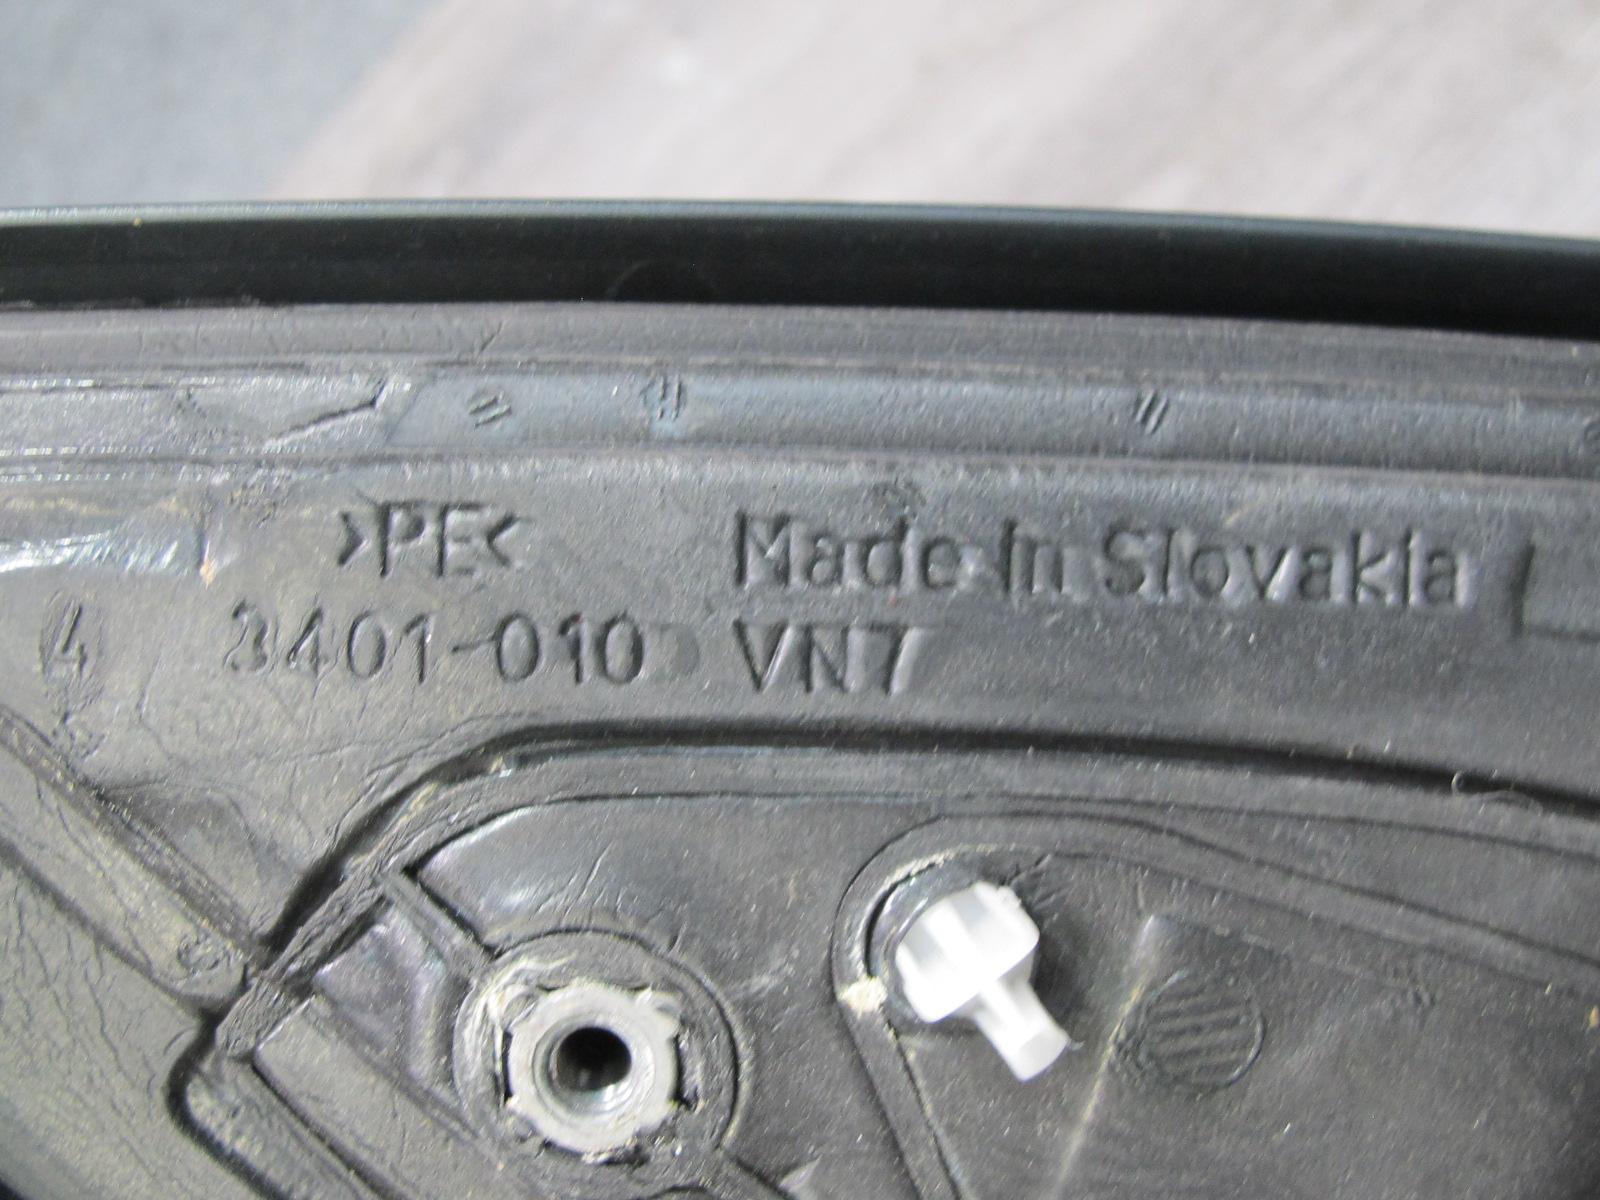 >PE< Made In Slovakia
4 3401-010 VN7